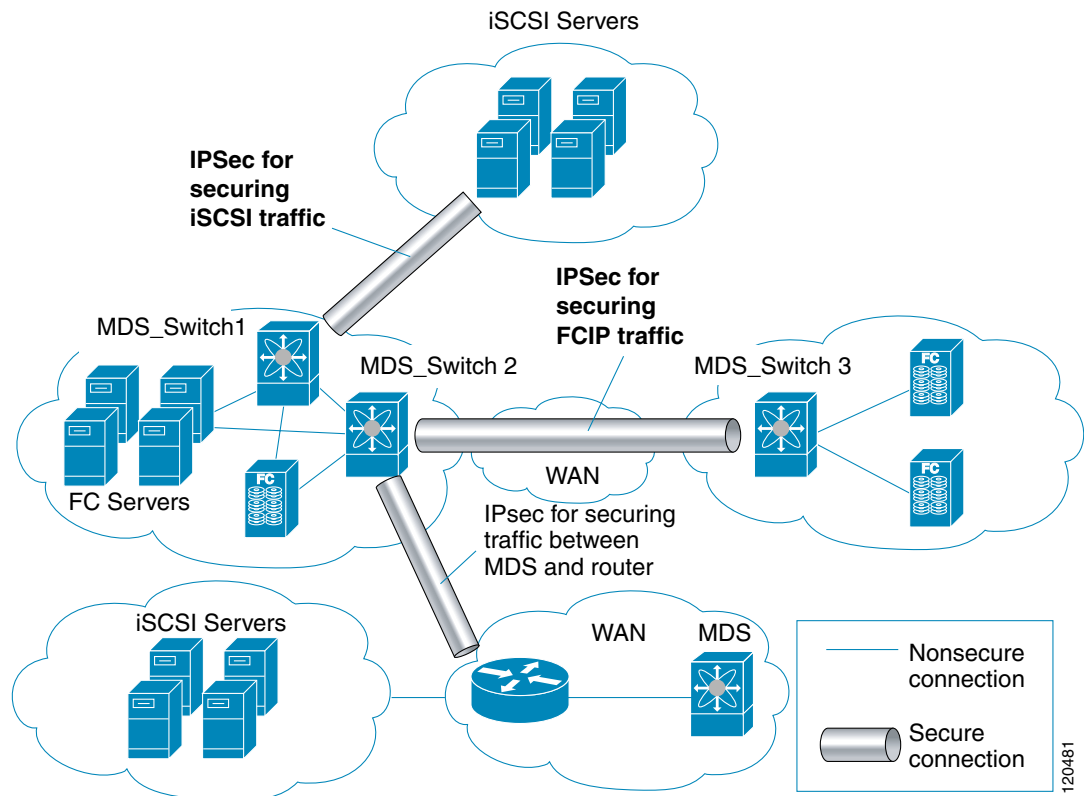 iSCSI Servers
IPSec for
securing
iSCSI traffic
IPSec for
securing
FCIP traffic
MDS_Switch1
MDS_Switch 2
MDS_Switch 3
FC
FC
FC
FC Servers
WAN
IPsec for securing
traffic between
MDS and router
iSCSI Servers
WAN
MDS
Nonsecure
connection
Secure
connection
120481